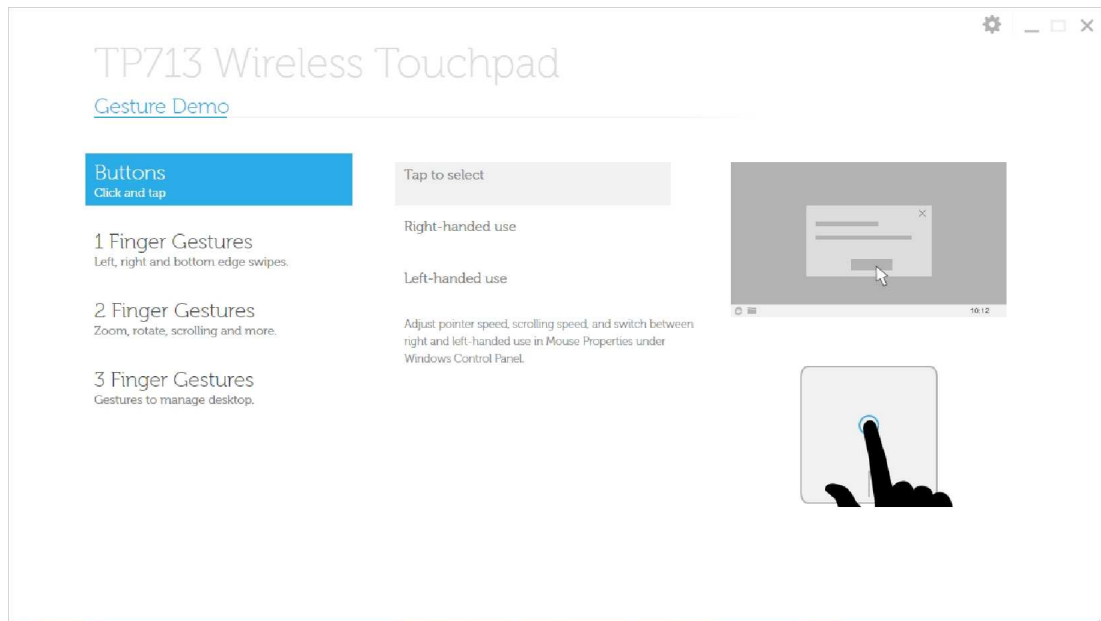 TP713 Wireless Touchpad
Gesture Demo
Buttons
Click and tap
1 Finger Gestures
Left, right and bottom edge swipes.
2 Finger Gestures
Zoom, rotate, scrolling and more.
3 Finger Gestures
Gestures to manage desktop.
Tap to select
Right-handed use
Left-handed use
Adjust pointer speed, scrolling speed, and switch between
right and left-handed use in Mouse Properties under
Windows Control Panel.
10:12